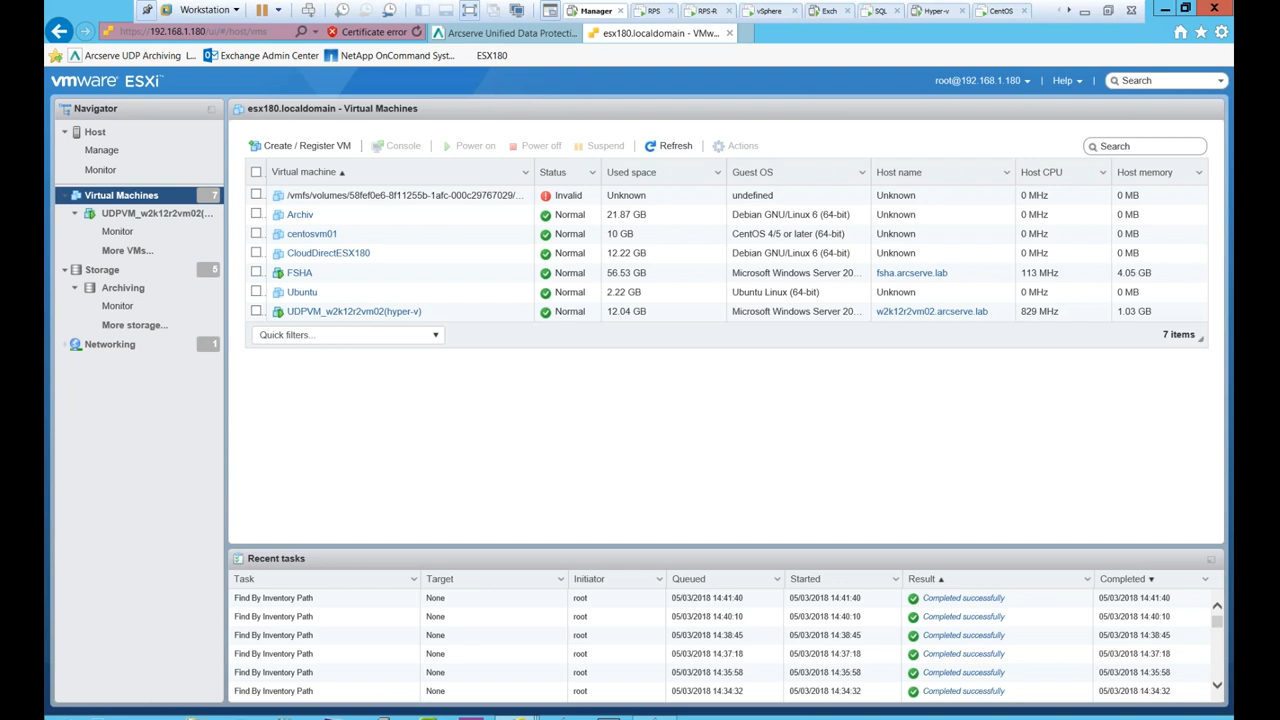 Workstation
Manager RPS RPS-R vSphere Exch SQL Hyper-v CentOS
https://192.168.1.180/ui/#/host/vms Certificate error Arcserve Unified Data Protecti... esx180.localdomain - VMw...
Arcserve UDP Archiving L... Exchange Admin Center NetApp OnCommand Syst... ESX180
vmware ESXi root@192.168.1.180 Help Search
Navigator
Host
Manage
Monitor
Virtual Machines 7
UDPVM_w2k12r2vm02(...
Monitor
More VMs...
Storage 5
Archiving
Monitor
More storage...
Networking 1
esx180.localdomain - Virtual Machines
Create / Register VM Console Power on Power off Suspend Refresh Actions Search
Virtual machine Status Used space Guest OS Host name Host CPU Host memory
/vmfs/volumes/58fef0e6-8f11255b-1afc-000c29767029/... Invalid Unknown undefined Unknown 0 MHz 0 MB
Archiv Normal 21.87 GB Debian GNU/Linux 6 (64-bit) Unknown 0 MHz 0 MB
centosvm01 Normal 10 GB CentOS 4/5 or later (64-bit) Unknown 0 MHz 0 MB
CloudDirectESX180 Normal 12.22 GB Debian GNU/Linux 6 (64-bit) Unknown 0 MHz 0 MB
FSHA Normal 56.53 GB Microsoft Windows Server 20... fsha.arcserve.lab 113 MHz 4.05 GB
Ubuntu Normal 2.22 GB Ubuntu Linux (64-bit) Unknown 0 MHz 0 MB
UDPVM_w2k12r2vm02(hyper-v) Normal 12.04 GB Microsoft Windows Server 20... w2k12r2vm02.arcserve.lab 829 MHz 1.03 GB
Quick filters... 7 items
Recent tasks
Task Target Initiator Queued Started Result Completed
Find By Inventory Path None root 05/03/2018 14:41:40 05/03/2018 14:41:40 Completed successfully 05/03/2018 14:41:40
Find By Inventory Path None root 05/03/2018 14:40:10 05/03/2018 14:40:10 Completed successfully 05/03/2018 14:40:10
Find By Inventory Path None root 05/03/2018 14:38:45 05/03/2018 14:38:45 Completed successfully 05/03/2018 14:38:45
Find By Inventory Path None root 05/03/2018 14:37:18 05/03/2018 14:37:18 Completed successfully 05/03/2018 14:37:18
Find By Inventory Path None root 05/03/2018 14:35:58 05/03/2018 14:35:58 Completed successfully 05/03/2018 14:35:58
Find By Inventory Path None root 05/03/2018 14:34:32 05/03/2018 14:34:32 Completed successfully 05/03/2018 14:34:32